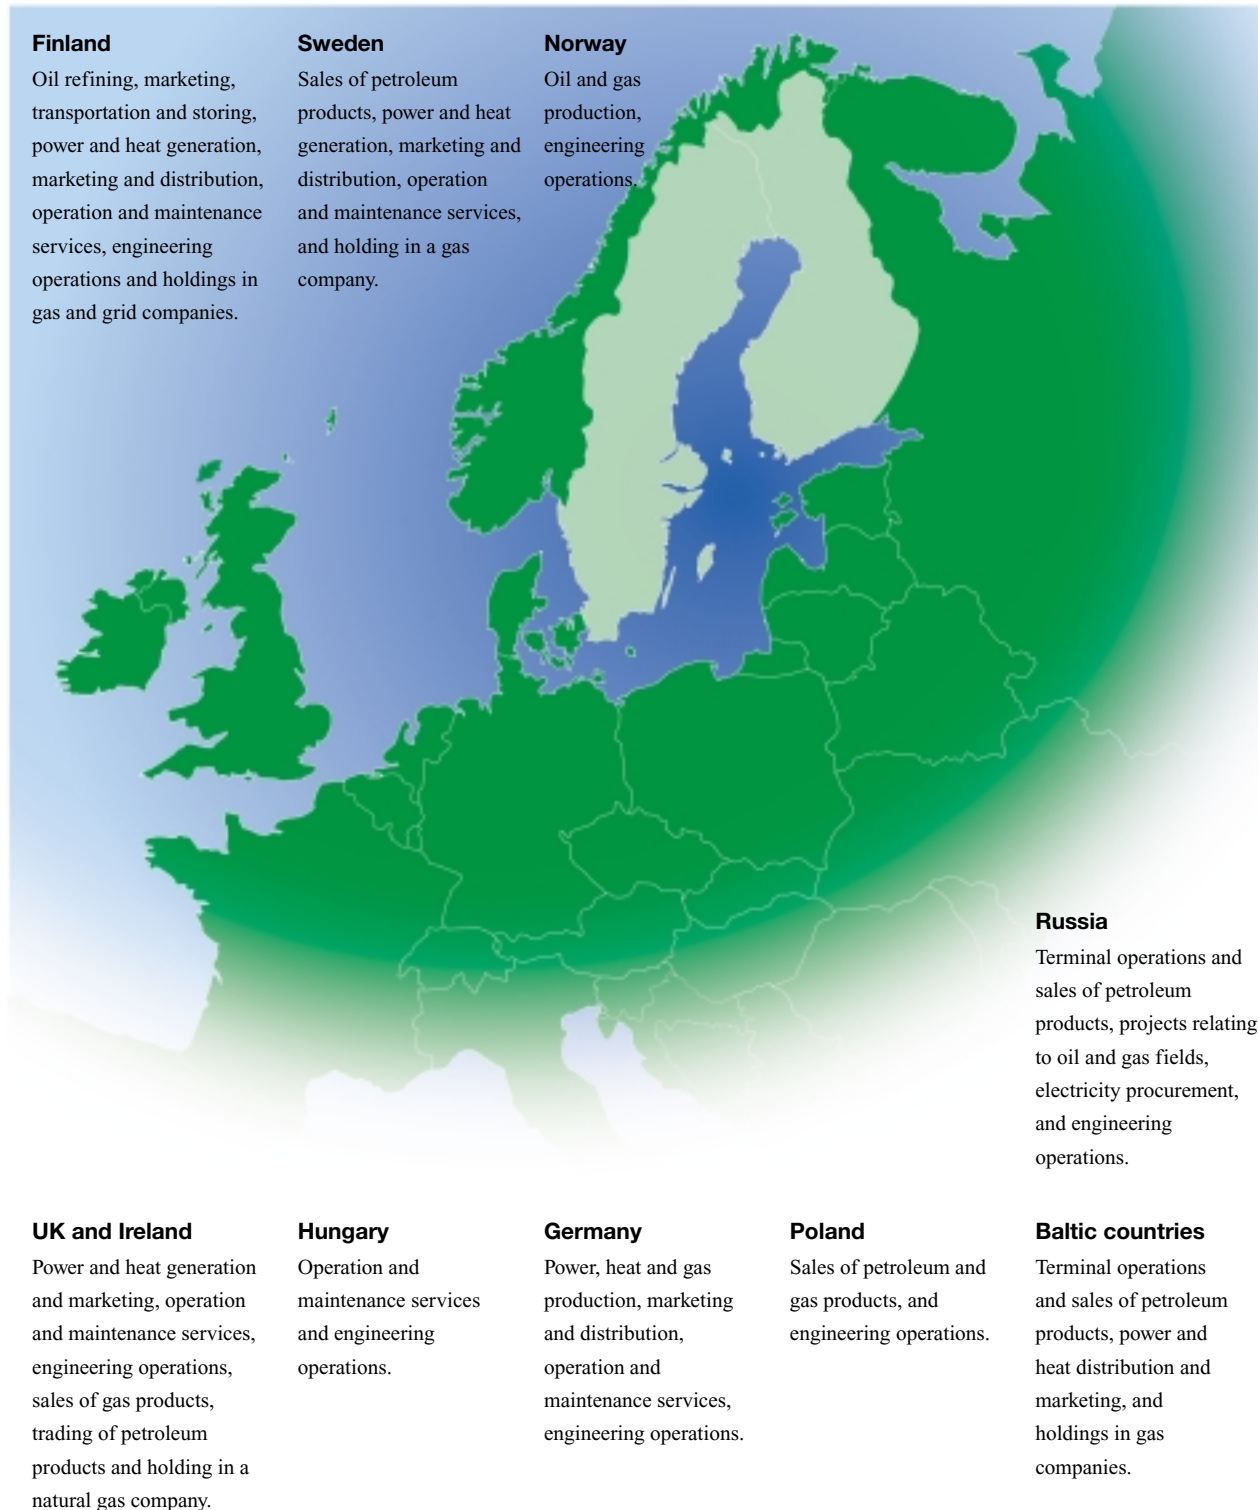 Finland
Oil refining, marketing,
transportation and storing,
power and heat generation,
marketing and distribution,
operation and maintenance
services, engineering
operations and holdings in
gas and grid companies.
Sweden
Sales of petroleum
products, power and heat
generation, marketing and
distribution, operation
and maintenance services,
and holding in a gas
company.
Norway
Oil and gas
production,
engineering
operations.
Russia
Terminal operations and
sales of petroleum
products, projects relating
to oil and gas fields,
electricity procurement,
and engineering
operations.
UK and Ireland
Power and heat generation
and marketing, operation
and maintenance services,
engineering operations,
sales of gas products,
trading of petroleum
products and holding in a
natural gas company.
Hungary
Operation and
maintenance services
and engineering
operations.
Germany
Power, heat and gas
production, marketing
and distribution,
operation and
maintenance services,
engineering operations.
Poland
Sales of petroleum and
gas products, and
engineering operations.
Baltic countries
Terminal operations
and sales of petroleum
products, power and
heat distribution and
marketing, and
holdings in gas
companies.